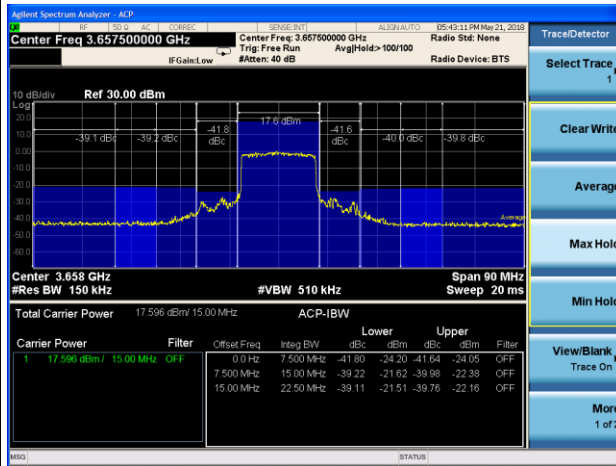 Agilent Spectrum Analyzer - ACP
LXI RF 50 Ω AC CORREC SENSE:INT ALIGNAUTO 05:43:11 PM May 21, 2018
Center Freq 3.657500000 GHz Center Freq: 3.657500000 GHz Radio Std: None Trace/Detector
Trig: Free Run Avg|Hold:> 100/100
IFGain:Low #Atten: 40 dB Radio Device: BTS
Select Trace
1
10 dB/div Ref 30.00 dBm
Log
20.0
17.6 dBm
10.0
-39.1 dBc -39.2 dBc -41.8 dBc -41.6 dBc -40.0 dBc -39.8 dBc
Clear Write
0.00
-10.0
-20.0
Average
-30.0
-40.0
Average
-50.0
-60.0
Max Hold
Center 3.658 GHz Span 90 MHz
#Res BW 150 kHz #VBW 510 kHz Sweep 20 ms
Min Hold
Total Carrier Power 17.596 dBm/ 15.00 MHz ACP-IBW
Lower Upper
Carrier Power Filter Offset Freq Integ BW dBc dBm dBc dBm Filter
1 17.596 dBm / 15.00 MHz OFF 0.0 Hz 7.500 MHz -41.80 -24.20 -41.64 -24.05 OFF
7.500 MHz 15.00 MHz -39.22 -21.62 -39.98 -22.38 OFF
15.00 MHz 22.50 MHz -39.11 -21.51 -39.76 -22.16 OFF
View/Blank
Trace On
More
1 of 2
MSG STATUS